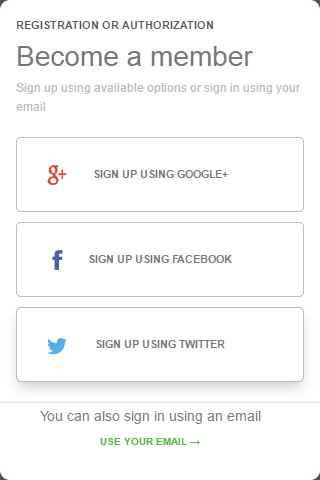 REGISTRATION OR AUTHORIZATION
Become a member
Sign up using available options or sign in using your
email
SIGN UP USING GOOGLE+
SIGN UP USING FACEBOOK
SIGN UP USING TWITTER
You can also sign in using an email
USE YOUR EMAIL →